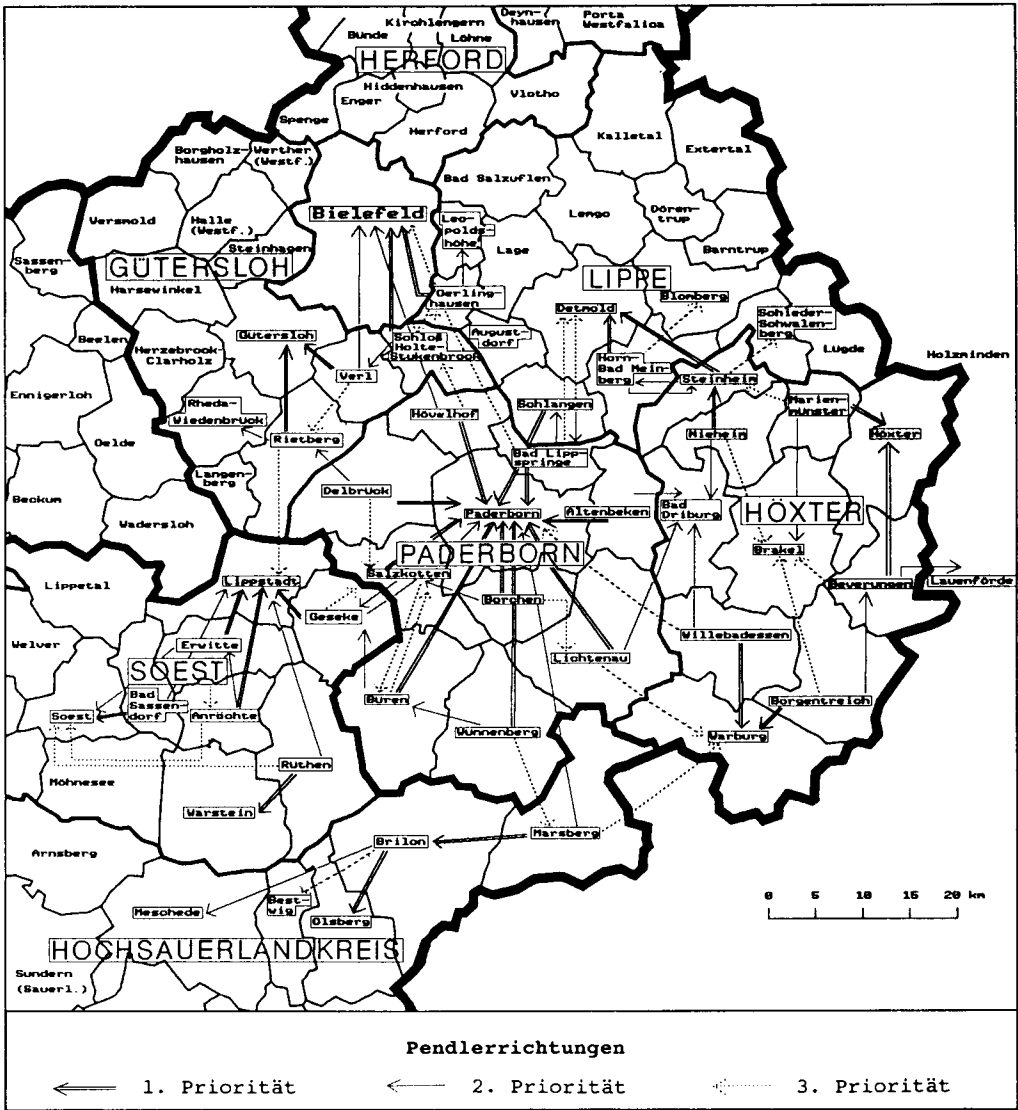 Kirchlengern
Deyn-
hausen
Porta
Westfalica
Bünde
Löhne
HERFORD
Hiddenhausen
Enger
Vlotho
Spenge
Herford
Kalletal
Extertal
Borgholz-
hausen
Werther
(Westf.)
Bad Salzuflen
Versmold
Halle
(Westf.)
Bielefeld
Leo-
polds-
höhe
Lemgo
Dören-
trup
Steinhagen
Lage
Barntrup
Sassen-
berg
GÜTERSLOH
LIPPE
Harsewinkel
Oerling-
hausen
Detmold
Blomberg
Schieder-
Schwalen-
berg
Beelen
Gütersloh
Schloß
Holte-
Stukenbrock
August-
dorf
Lügde
Holzminden
Herzebrook-
Clarholz
Horn-
Bad Mein-
berg
Verl
Steinheim
Ennigerloh
Rheda-
Wiedenbrück
Hövelhof
Schlangen
Marien-
münster
Höxter
Oelde
Rietberg
Nieheim
Langen-
berg
Bad Lipp-
springe
Beckum
Delbrück
Wadersloh
Paderborn
Altenbeken
Bad
Driburg
HÖXTER
PADERBORN
Brakel
Lippetal
Lippstadt
Salzkotten
Beverungen
Lauenförde
Geseke
Borchen
Welver
Erwitte
Willebadessen
SOEST
Lichtenau
Soest
Bad
Sassen-
dorf
Anröchte
Büren
Borgentreich
Wünnenberg
Warburg
Möhnesee
Rüthen
Warstein
Marsberg
Arnsberg
Brilon
Best-
wig
Meschede
Olsberg
0 5 10 15 20 km
HOCHSAUERLANDKREIS
Sundern
(Sauerl.)
Pendlerrichtungen
1. Priorität
2. Priorität
3. Priorität